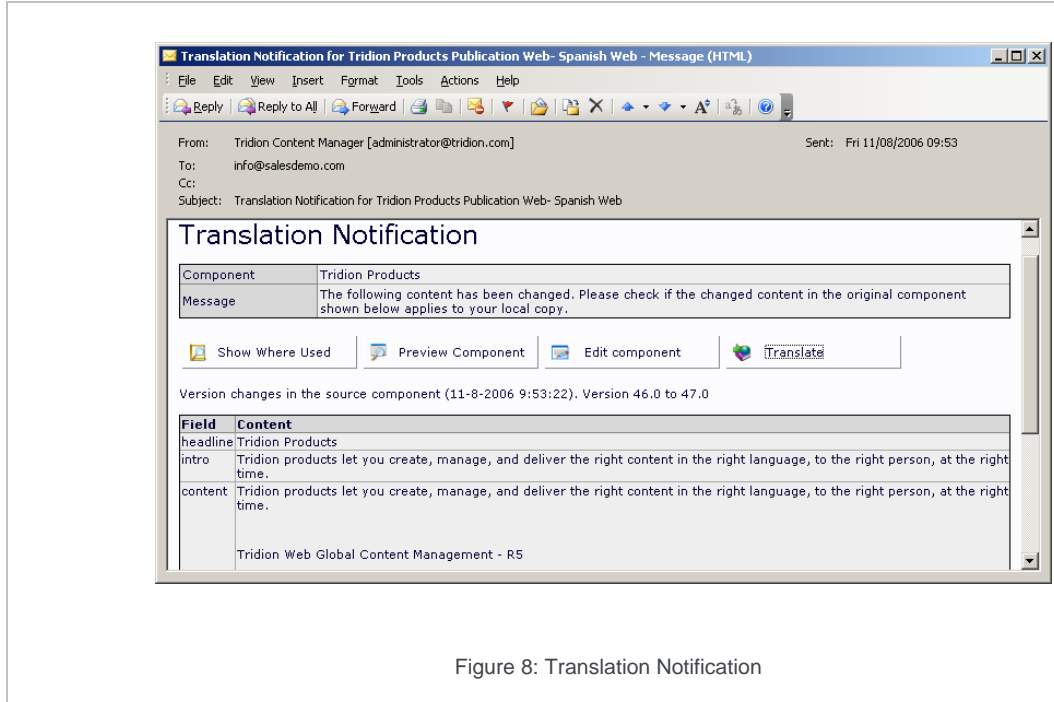 Translation Notification for Tridion Products Publication Web- Spanish Web - Message (HTML)
File Edit View Insert Format Tools Actions Help
Reply Reply to All Forward
From: Tridion Content Manager [administrator@tridion.com] Sent: Fri 11/08/2006 09:53
To: info@salesdemo.com
Cc:
Subject: Translation Notification for Tridion Products Publication Web- Spanish Web
Translation Notification
Component Tridion Products
Message The following content has been changed. Please check if the changed content in the original component
shown below applies to your local copy.
Show Where Used Preview Component Edit component Translate
Version changes in the source component (11-8-2006 9:53:22). Version 46.0 to 47.0
Field Content
headline Tridion Products
intro Tridion products let you create, manage, and deliver the right content in the right language, to the right person, at the right
time.
content Tridion products let you create, manage, and deliver the right content in the right language, to the right person, at the right
time.
Tridion Web Global Content Management - R5
Figure 8: Translation Notification